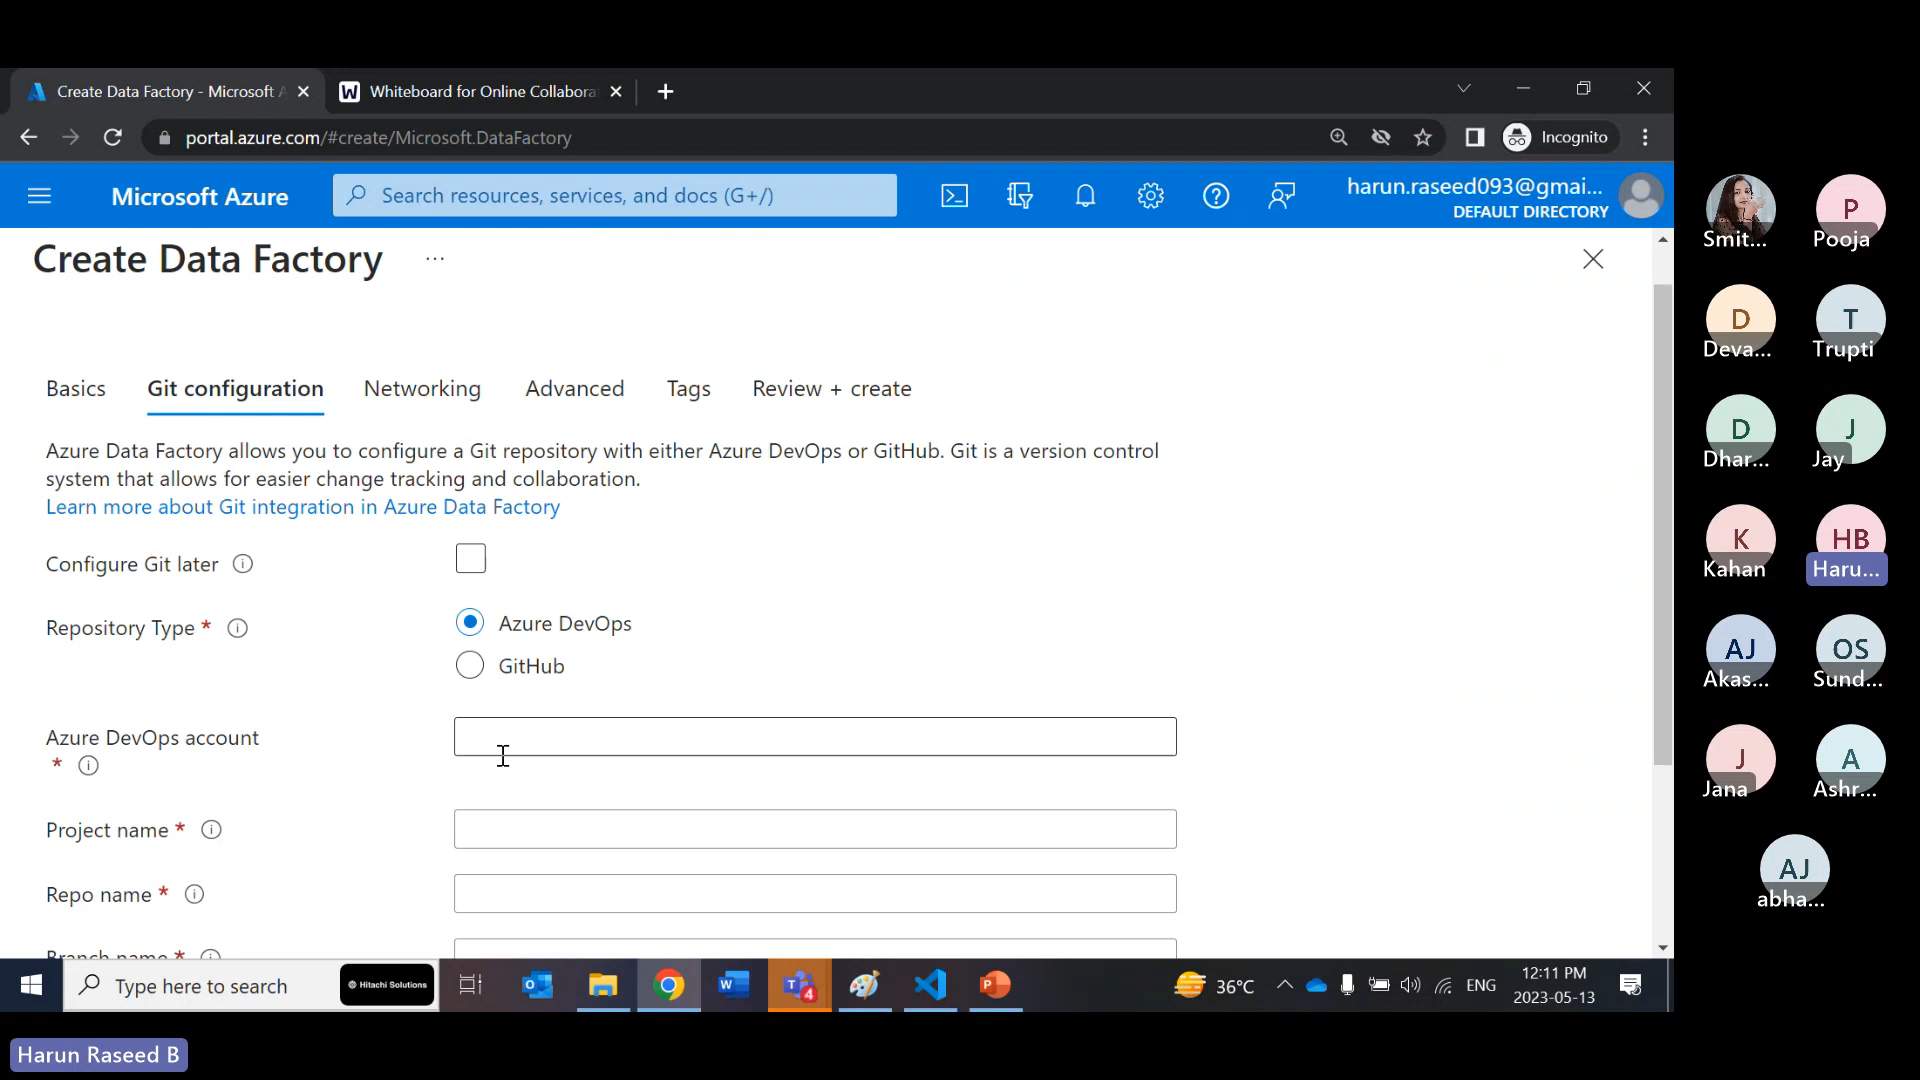 Create Data Factory - Microsoft A
Whiteboard for Online Collabora
portal.azure.com/#create/Microsoft.DataFactory
Incognito
Microsoft Azure
Search resources, services, and docs (G+/)
harun.raseed093@gmai...
DEFAULT DIRECTORY
Create Data Factory ...
Basics
Git configuration
Networking
Advanced
Tags
Review + create
Azure Data Factory allows you to configure a Git repository with either Azure DevOps or GitHub. Git is a version control
system that allows for easier change tracking and collaboration.
Learn more about Git integration in Azure Data Factory
Configure Git later
Repository Type *
Azure DevOps
GitHub
Azure DevOps account
*
Project name *
Repo name *
Branch name *
Type here to search
Hitachi Solutions
4
36°C
ENG
12:11 PM
2023-05-13
Smit...
P
Pooja
D
Deva...
T
Trupti
D
Dhar...
J
Jay
K
Kahan
HB
Haru...
AJ
Akas...
OS
Sund...
J
Jana
A
Ashr...
AJ
abha...
Harun Raseed B